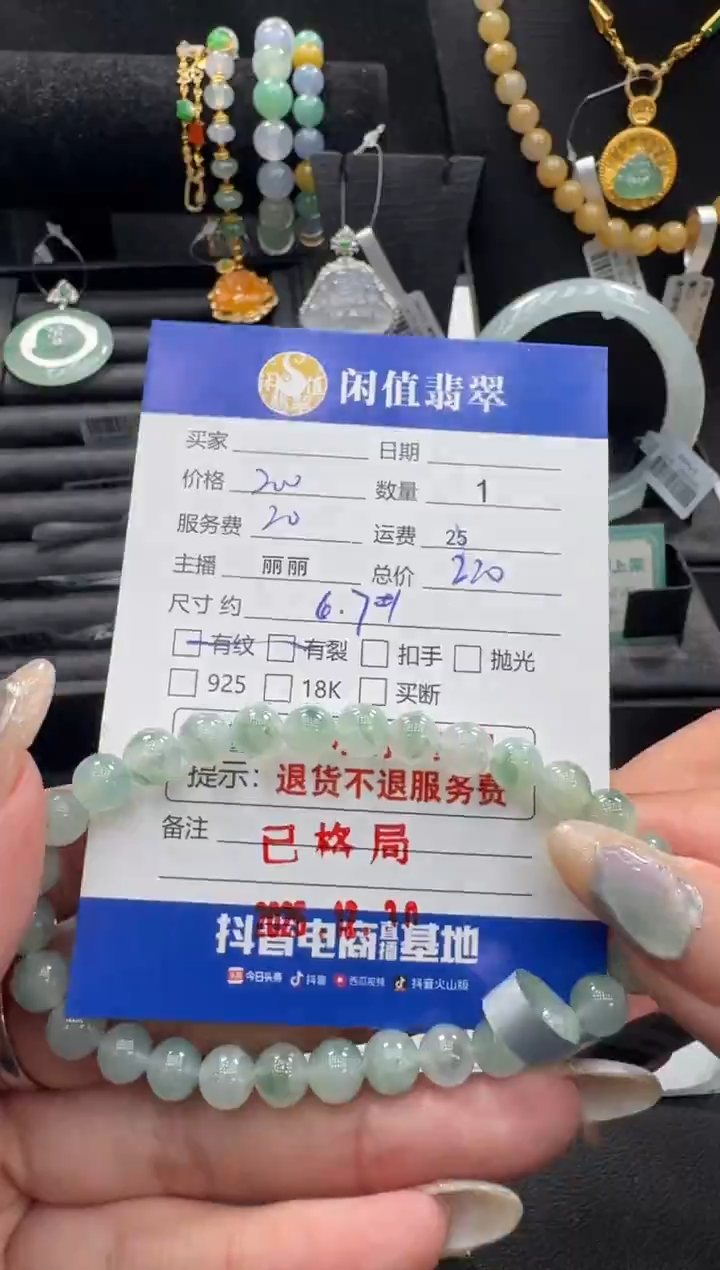 闲值翡翠
买家 日期
价格 200 数量 1
服务费 20 运费 25
主播 丽丽 总价 220
尺寸 约 6.7
有纹 有裂 扣手 抛光
925 18K 买断
提示：退货不退服务费
备注 已格局
2025.12.30
抖音电商直播基地
今日头条 抖音 西瓜视频 抖音火山版